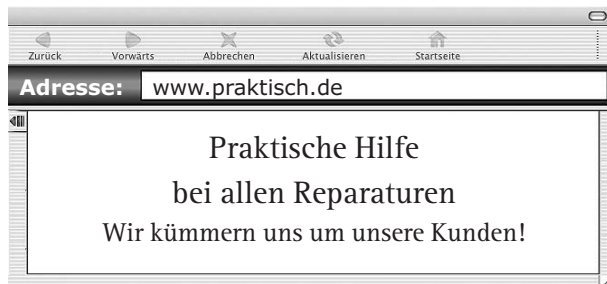 Zurück Vorwärts Abbrechen Aktualisieren Startseite
Adresse: www.praktisch.de
Praktische Hilfe
bei allen Reparaturen
Wir kümmern uns um unsere Kunden!